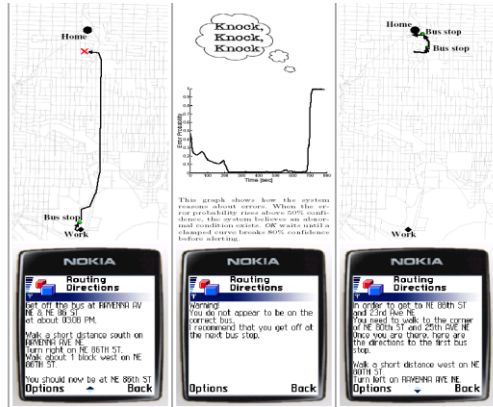 Home
Bus stop
Work
NOKIA
Routing
Directions
Get off the bus at RAVENNA AV
NE & NE 86 ST
at about 03:08 PM.
Walk a short distance south on
RAVENNA AVE NE
Turn right on NE 86TH ST.
Walk about 1 block west on NE
86TH ST.
You should now be at NE 86th ST
Options
Back
Knock,
Knock,
Knock
Error Probability
Time (sec)
This graph shows how the system
reasons about errors. When the er-
ror probability rises above 50% confi-
dence, the system believes an abnor-
mal condition exists. OK waits until a
clamped curve breaks 80% confidence
before alerting.
NOKIA
Routing
Directions
Warning!
You do not appear to be on the
correct bus.
I recommend that you get off at
the next bus stop.
Options
Back
Home
Bus stop
Bus stop
Work
NOKIA
Routing
Directions
In order to get to NE 86th ST
and 23rd Ave NE
You need to walk to the corner
of NE 80th ST and 25th AVE NE
Once you are there, here are
the directions to the first bus
stop.
Walk a short distance west on NE
80TH ST
Turn left on RAVENNA AVE NE
Options
Back